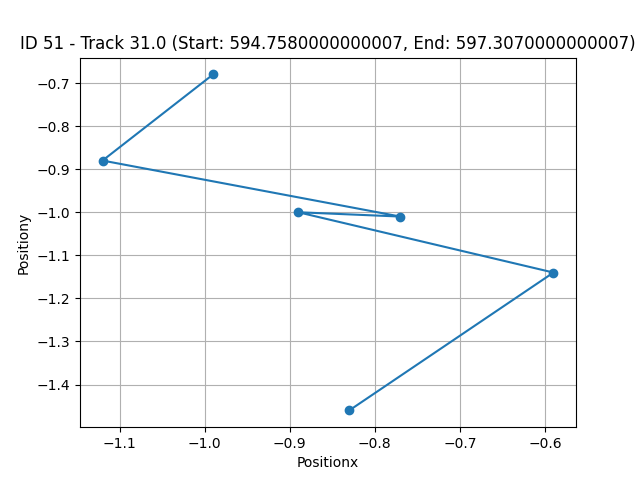 ID 51 - Track 31.0 (Start: 594.7580000000007, End: 597.3070000000007)
−0.7
−0.8
−0.9
−1.0
−1.1
−1.2
−1.3
−1.4
Positiony
−1.1 −1.0 −0.9 −0.8 −0.7 −0.6
Positionx